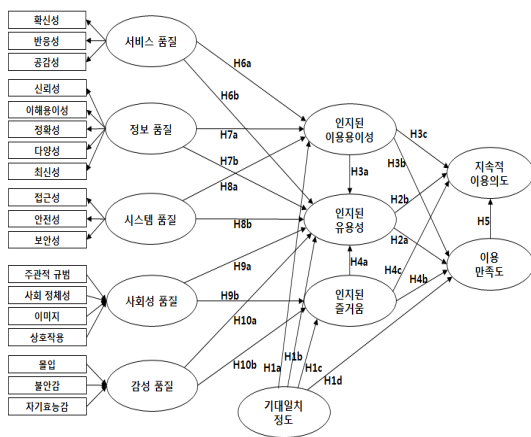 확신성
반응성
공감성
서비스 품질
신뢰성
이해용이성
정확성
다양성
최신성
정보 품질
접근성
안전성
보안성
시스템 품질
주관적 규범
사회 정체성
이미지
상호작용
사회성 품질
몰입
불안감
자기효능감
감성 품질
H6a
H6b
H7a
H7b
H8a
H8b
H9a
H9b
H10a
H10b
인지된
이용용이성
인지된
유용성
인지된
즐거움
기대일치
정도
H1a
H1b
H1c
H1d
H3a
H4a
H3c
H3b
H2b
H2a
H4c
H4b
지속적
이용의도
H5
이용
만족도